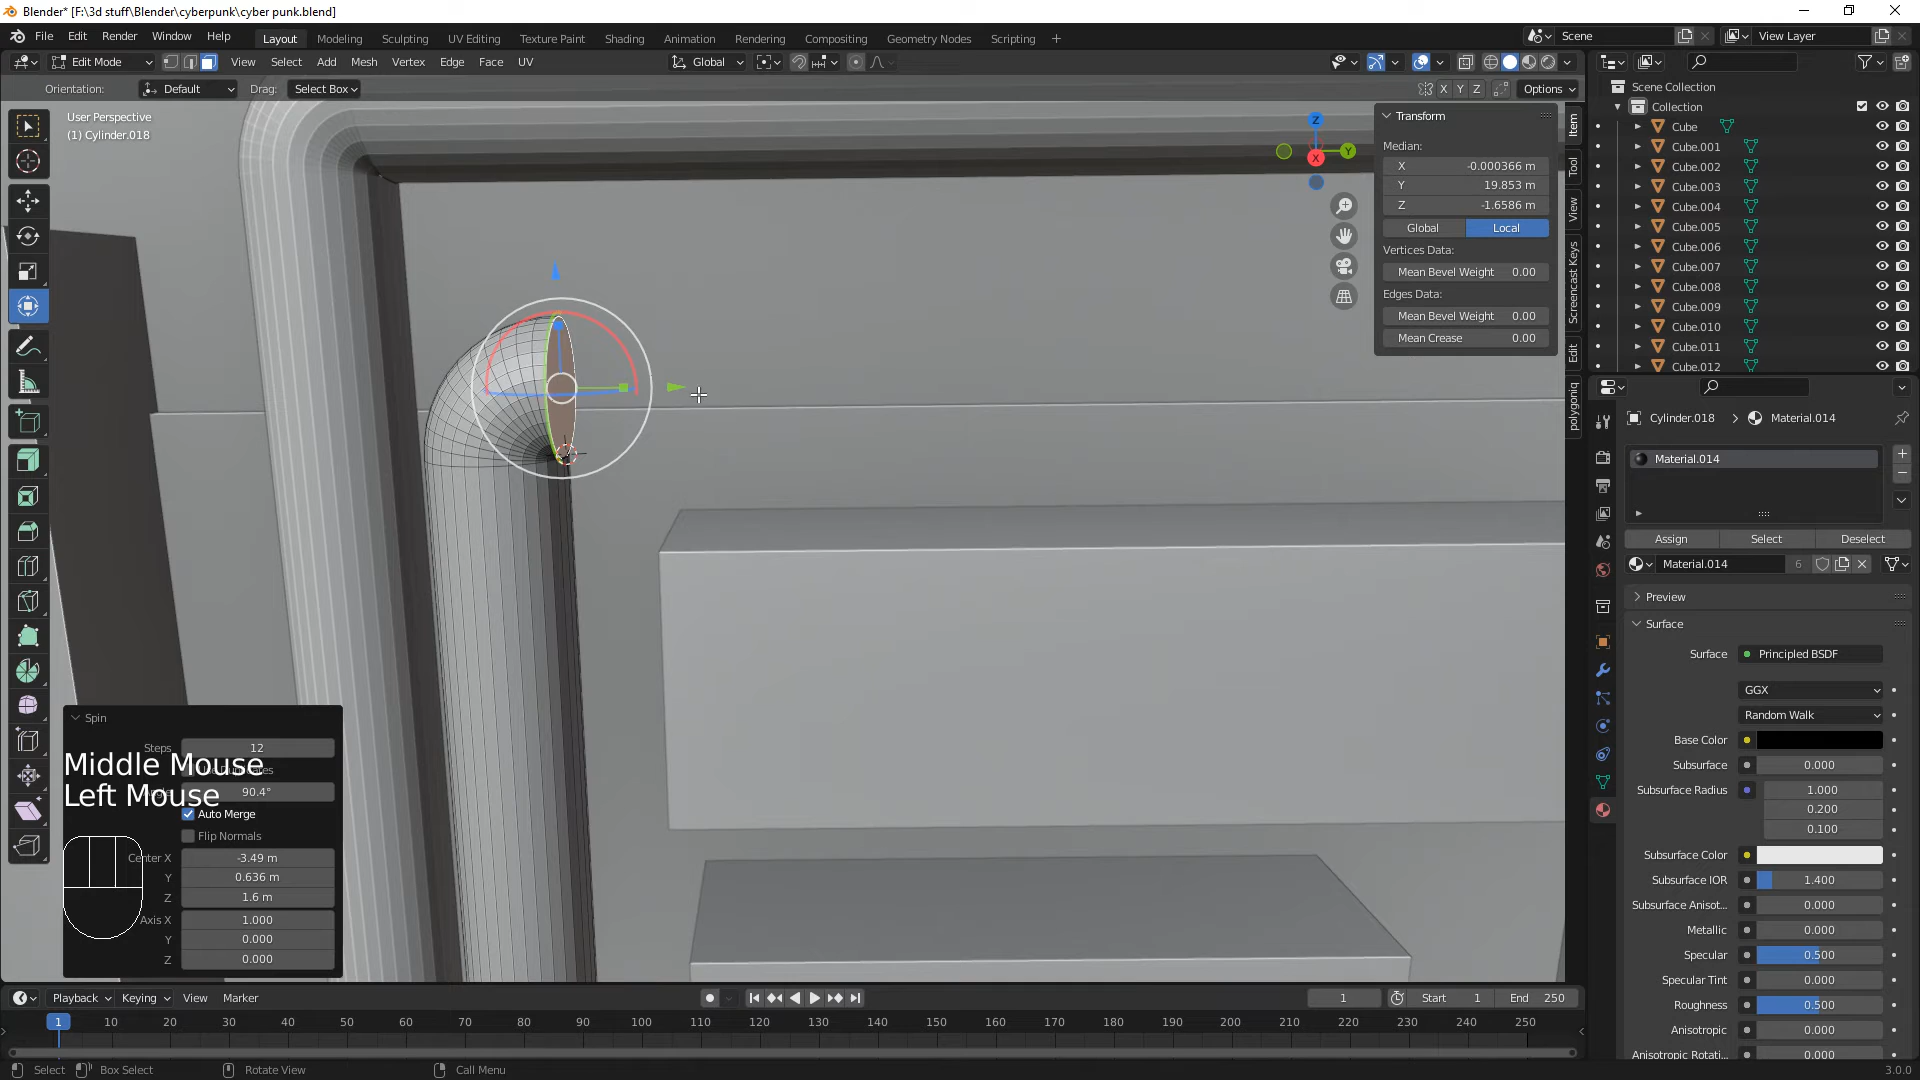 Blender* [F:\3d stuff\Blender\cyberpunk\cyber punk.blend]
File Edit Render Window Help Layout Modeling Sculpting UV Editing Texture Paint Shading Animation Rendering Compositing Geometry Nodes Scripting + Scene View Layer
Edit Mode View Select Add Mesh Vertex Edge Face UV Global
Orientation: Default Drag: Select Box X Y Z Options
User Perspective
(1) Cylinder.018
Z
Y
X
Transform
Median:
X -0.000366 m
Y 19.853 m
Z -1.6586 m
Global Local
Vertices Data:
Mean Bevel Weight 0.00
Edges Data:
Mean Bevel Weight 0.00
Mean Crease 0.00
Item
Tool
View
Screencast Keys
Edit
polygoniq
Scene Collection
Collection
Cube
Cube.001
Cube.002
Cube.003
Cube.004
Cube.005
Cube.006
Cube.007
Cube.008
Cube.009
Cube.010
Cube.011
Cube.012
Cylinder.018 Material.014
Material.014
Assign Select Deselect
Material.014 6
Preview
Surface
Surface Principled BSDF
GGX
Random Walk
Base Color
Subsurface 0.000
Subsurface Radius 1.000
0.200
0.100
Subsurface Color
Subsurface IOR 1.400
Subsurface Anisot... 0.000
Metallic 0.000
Specular 0.500
Specular Tint 0.000
Roughness 0.500
Anisotropic 0.000
Anisotropic Rotati... 0.000
Spin
Steps 12
Middle Mouse
Left Mouse
90.4°
Auto Merge
Flip Normals
Center X -3.49 m
Y 0.636 m
Z 1.6 m
Axis X 1.000
Y 0.000
Z 0.000
Playback Keying View Marker 1 Start 1 End 250
1 10 20 30 40 50 60 70 80 90 100 110 120 130 140 150 160 170 180 190 200 210 220 230 240 250
Select Box Select Rotate View Call Menu 3.0.0